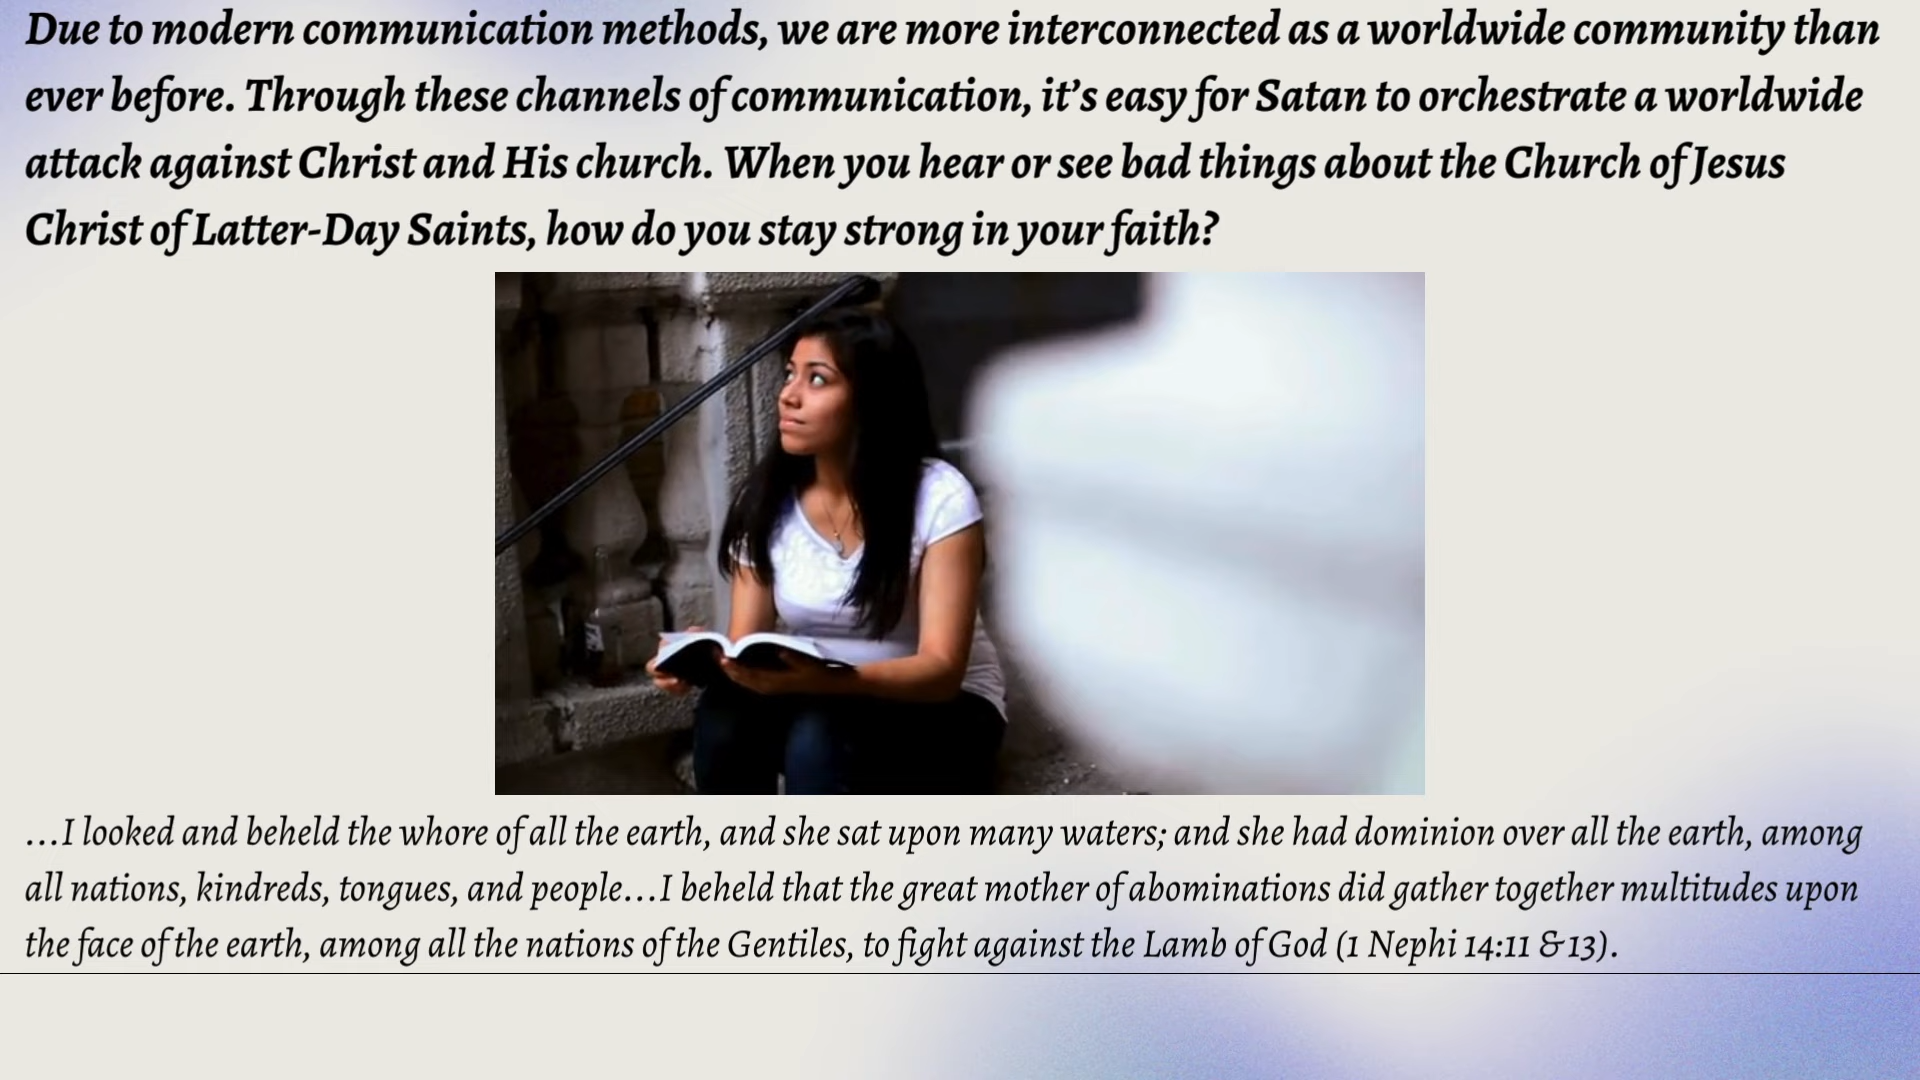 Due to modern communication methods, we are more interconnected as a worldwide community than
ever before. Through these channels of communication, it’s easy for Satan to orchestrate a worldwide
attack against Christ and His church. When you hear or see bad things about the Church of Jesus
Christ of Latter-Day Saints, how do you stay strong in your faith?
…I looked and beheld the whore of all the earth, and she sat upon many waters; and she had dominion over all the earth, among
all nations, kindreds, tongues, and people…I beheld that the great mother of abominations did gather together multitudes upon
the face of the earth, among all the nations of the Gentiles, to fight against the Lamb of God (1 Nephi 14:11 &13).